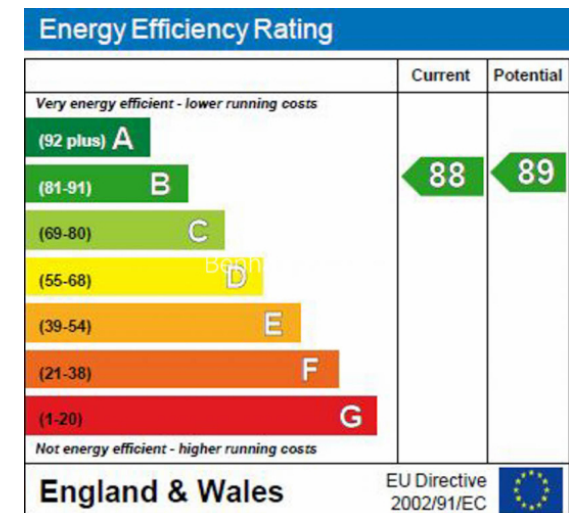 Energy Efficiency Rating
Current Potential
Very energy efficient - lower running costs
(92 plus) A
(81-91) B
88 89
(69-80) C
(55-68) D
(39-54) E
(21-38) F
(1-20) G
Not energy efficient - higher running costs
England & Wales
EU Directive
2002/91/EC